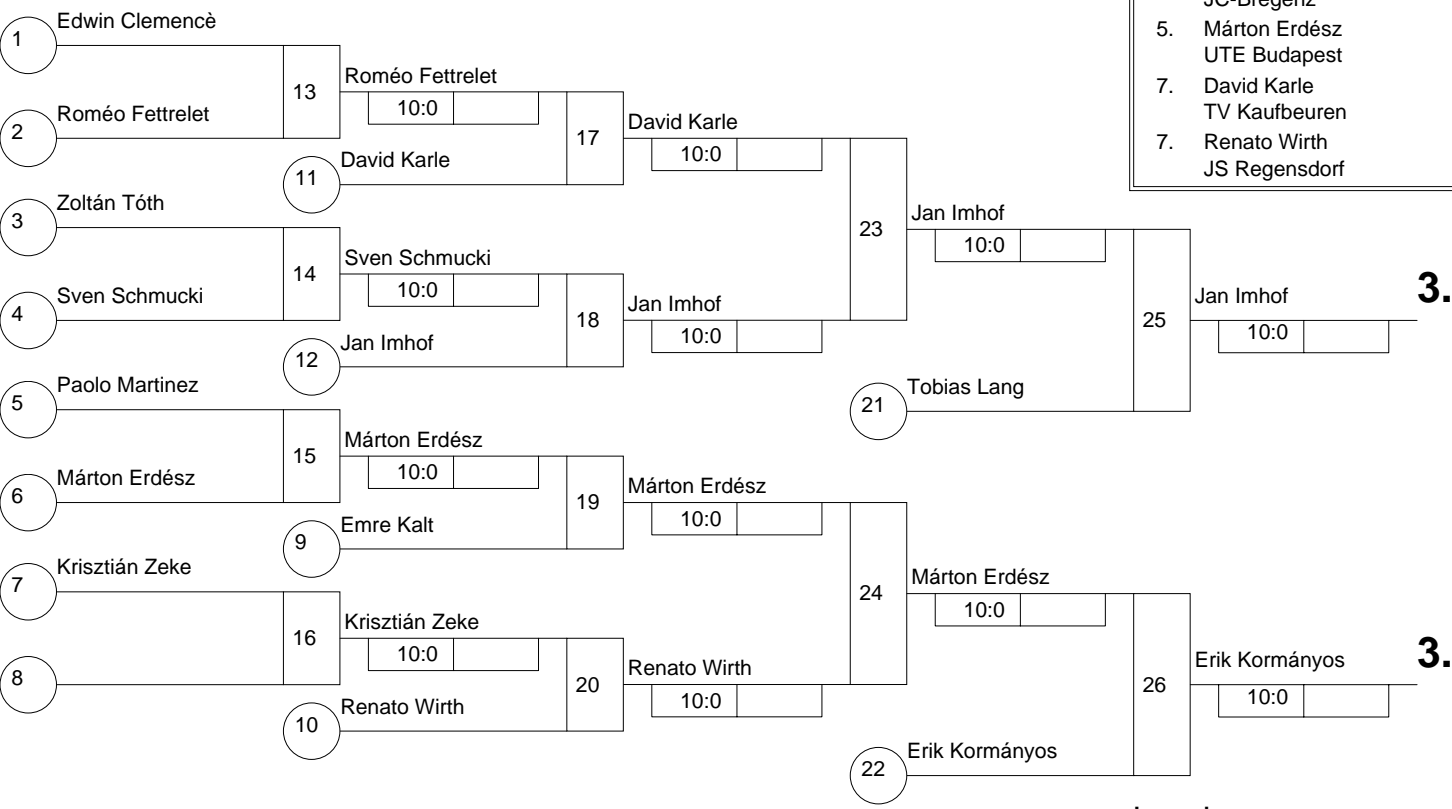 JC-Bregenz
5. Márton Erdész
UTE Budapest
7. David Karle
TV Kaufbeuren
7. Renato Wirth
JS Regensdorf
1 Edwin Clemencè
13 Roméo Fettrelet
10:0
2 Roméo Fettrelet
17 David Karle
10:0
11 David Karle
3 Zoltán Tóth
23 Jan Imhof
10:0
14 Sven Schmucki
10:0
4 Sven Schmucki
18 Jan Imhof
10:0
25 Jan Imhof 3.
10:0
12 Jan Imhof
5 Paolo Martinez
21 Tobias Lang
15 Márton Erdész
10:0
6 Márton Erdész
19 Márton Erdész
10:0
9 Emre Kalt
7 Krisztián Zeke
24 Márton Erdész
10:0
16 Krisztián Zeke
10:0
8
20 Renato Wirth
10:0
26 Erik Kormányos 3.
10:0
10 Renato Wirth
22 Erik Kormányos